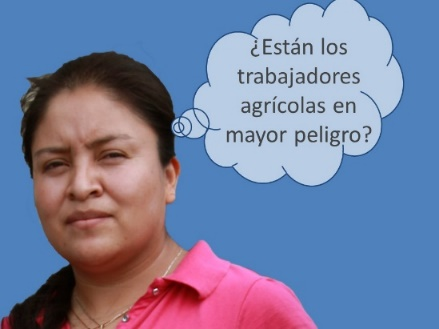 ¿Están los
trabajadores
agrícolas en
mayor peligro?